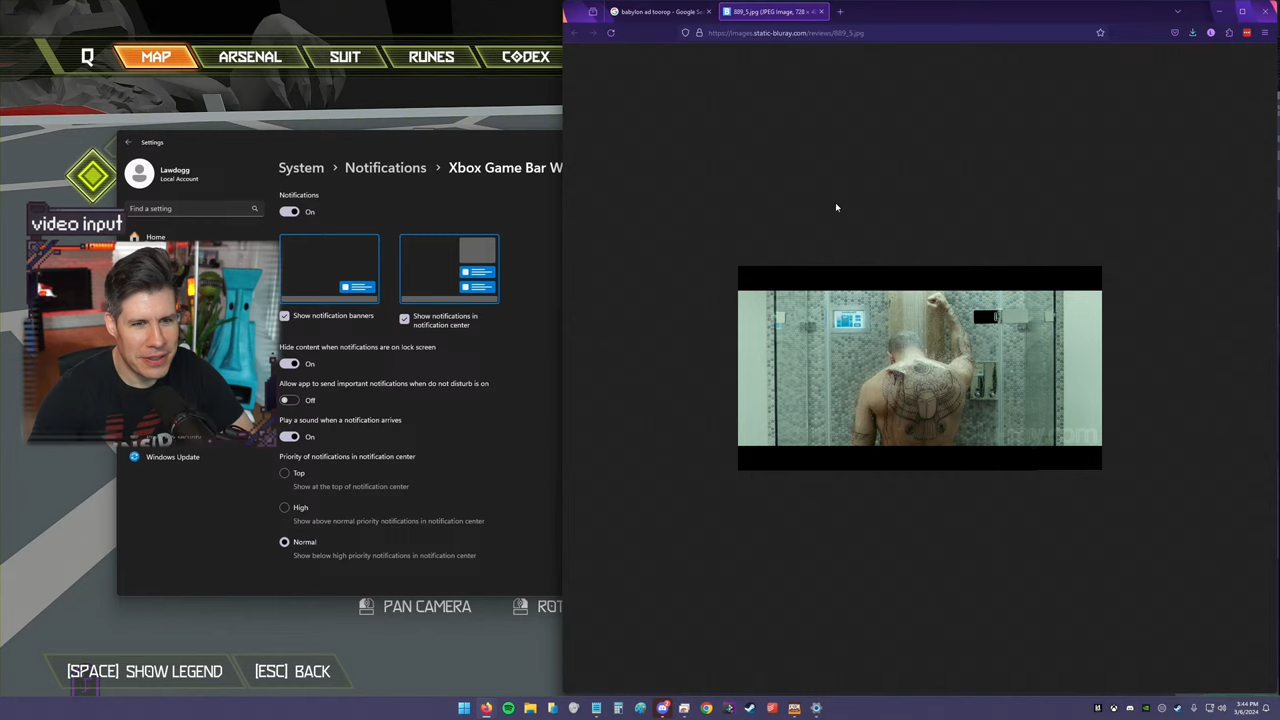 Q MAP ARSENAL SUIT RUNES CODEX
babylon ad toorop - Google Se
889_5.jpg (JPEG Image, 728 ×
https://images.static-bluray.com/reviews/889_5.jpg
Settings
Lawdogg
Local Account
Find a setting
Home
Windows Update
video input
System > Notifications > Xbox Game Bar W
Notifications
On
Show notification banners
Show notifications in
notification center
Hide content when notifications are on lock screen
On
Allow app to send important notifications when do not disturb is on
Off
Play a sound when a notification arrives
On
Priority of notifications in notification center
Top
Show at the top of notification center
High
Show above normal priority notifications in notification center
Normal
Show below high priority notifications in notification center
PAN CAMERA ROT
[SPACE] SHOW LEGEND [ESC] BACK
3:44 PM
3/6/2024